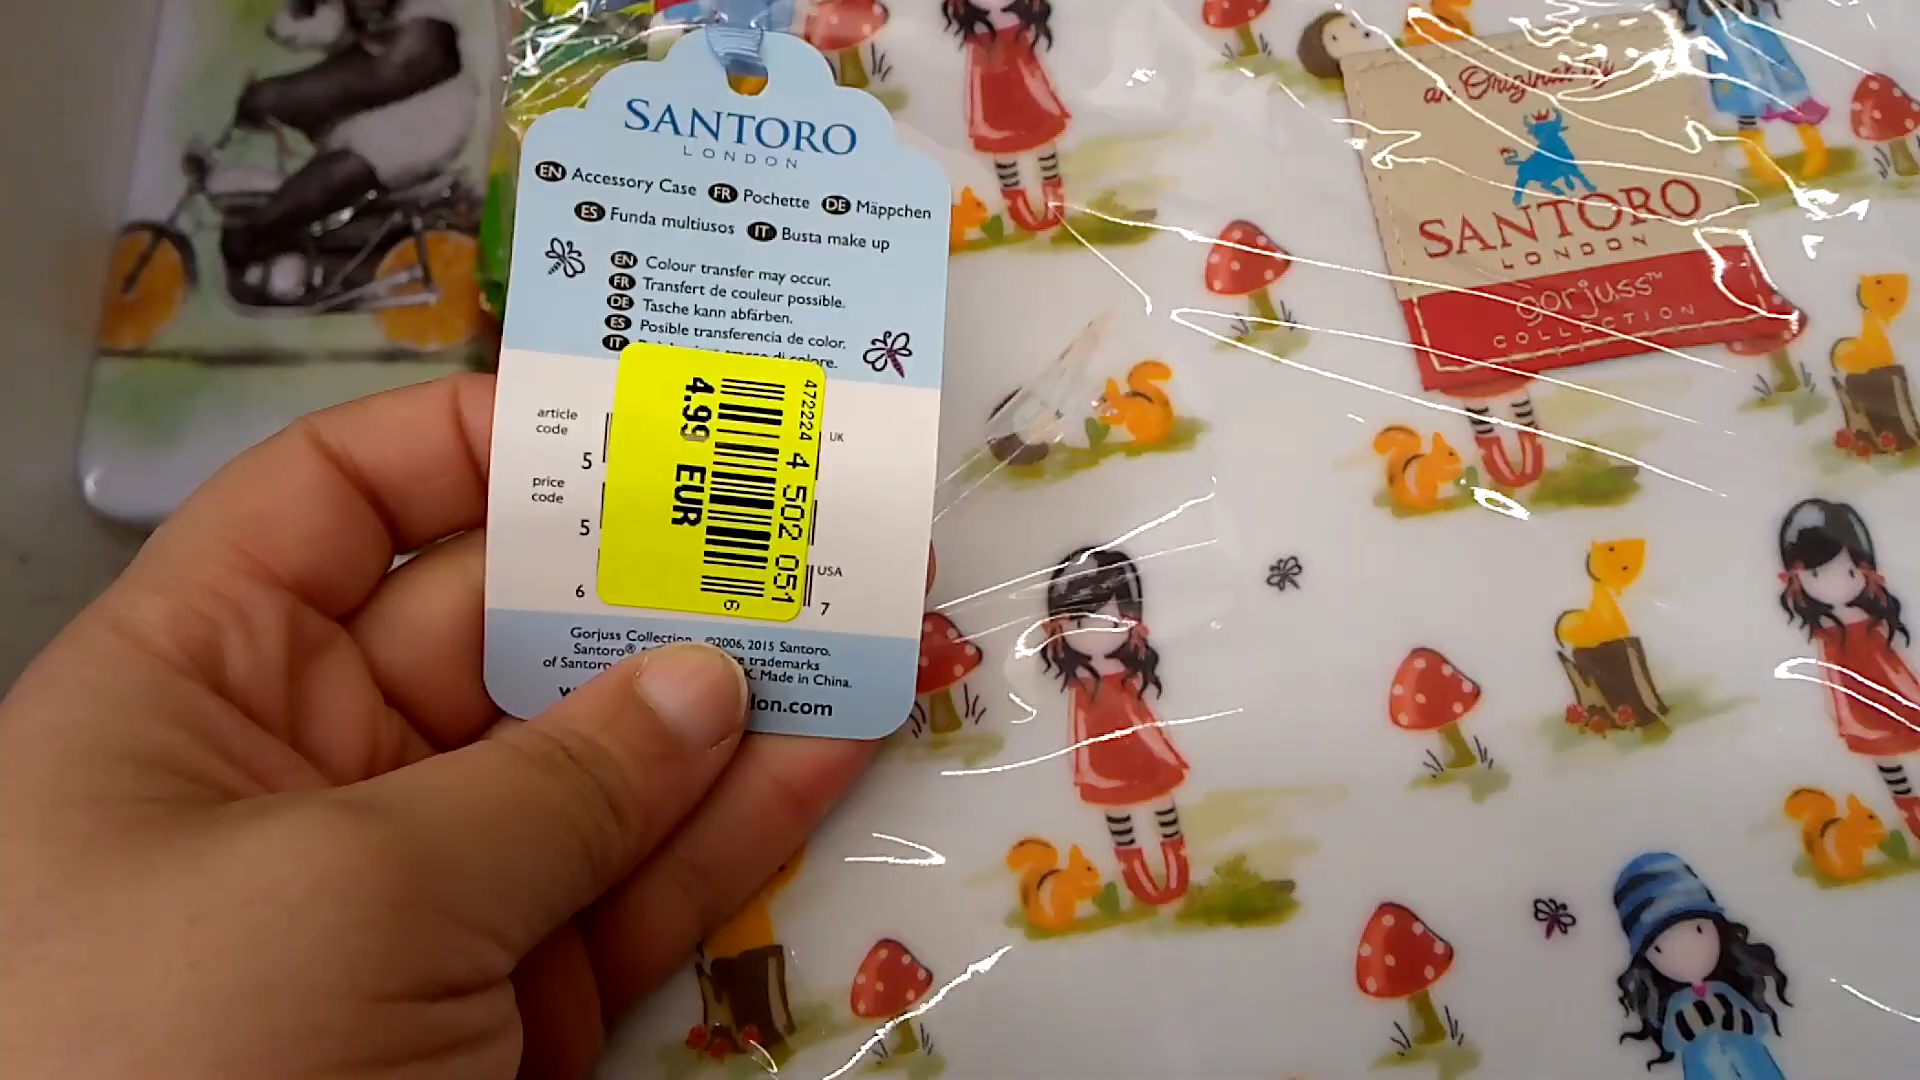 SANTORO
LONDON
EN Accessory Case FR Pochette DE Mäppchen
ES Funda multiusos IT Busta make up
EN Colour transfer may occur.
FR Transfert de couleur possible.
DE Tasche kann abfärben.
ES Posible transferencia de color.
IT
article code
5
price code
5
6
UK
USA
7
4.99 EUR
472224 4 502 051
Gorjuss Collection ©2006, 2015 Santoro.
Santoro® trademarks
of Santoro Made in China.
lon.com
an Original by
SANTORO
LONDON
gorjuss™
COLLECTION